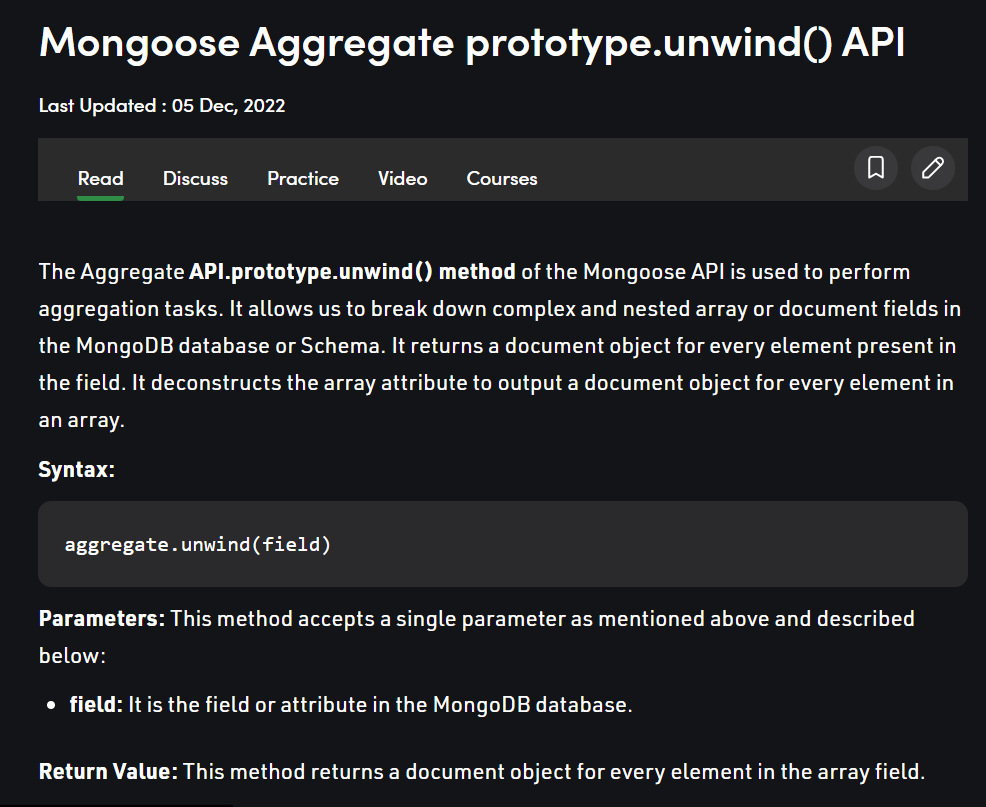 Mongoose Aggregate prototype.unwind() API
Last Updated : 05 Dec, 2022
Read Discuss Practice Video Courses
The Aggregate API.prototype.unwind() method of the Mongoose API is used to perform
aggregation tasks. It allows us to break down complex and nested array or document fields in
the MongoDB database or Schema. It returns a document object for every element present in
the field. It deconstructs the array attribute to output a document object for every element in
an array.
Syntax:
aggregate.unwind(field)
Parameters: This method accepts a single parameter as mentioned above and described
below:
• field: It is the field or attribute in the MongoDB database.
Return Value: This method returns a document object for every element in the array field.